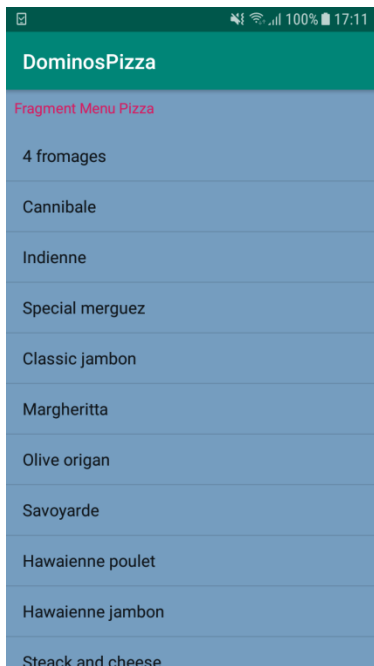 100% 17:11
DominosPizza
Fragment Menu Pizza
4 fromages
Cannibale
Indienne
Special merguez
Classic jambon
Margheritta
Olive origan
Savoyarde
Hawaienne poulet
Hawaienne jambon
Steack and cheese